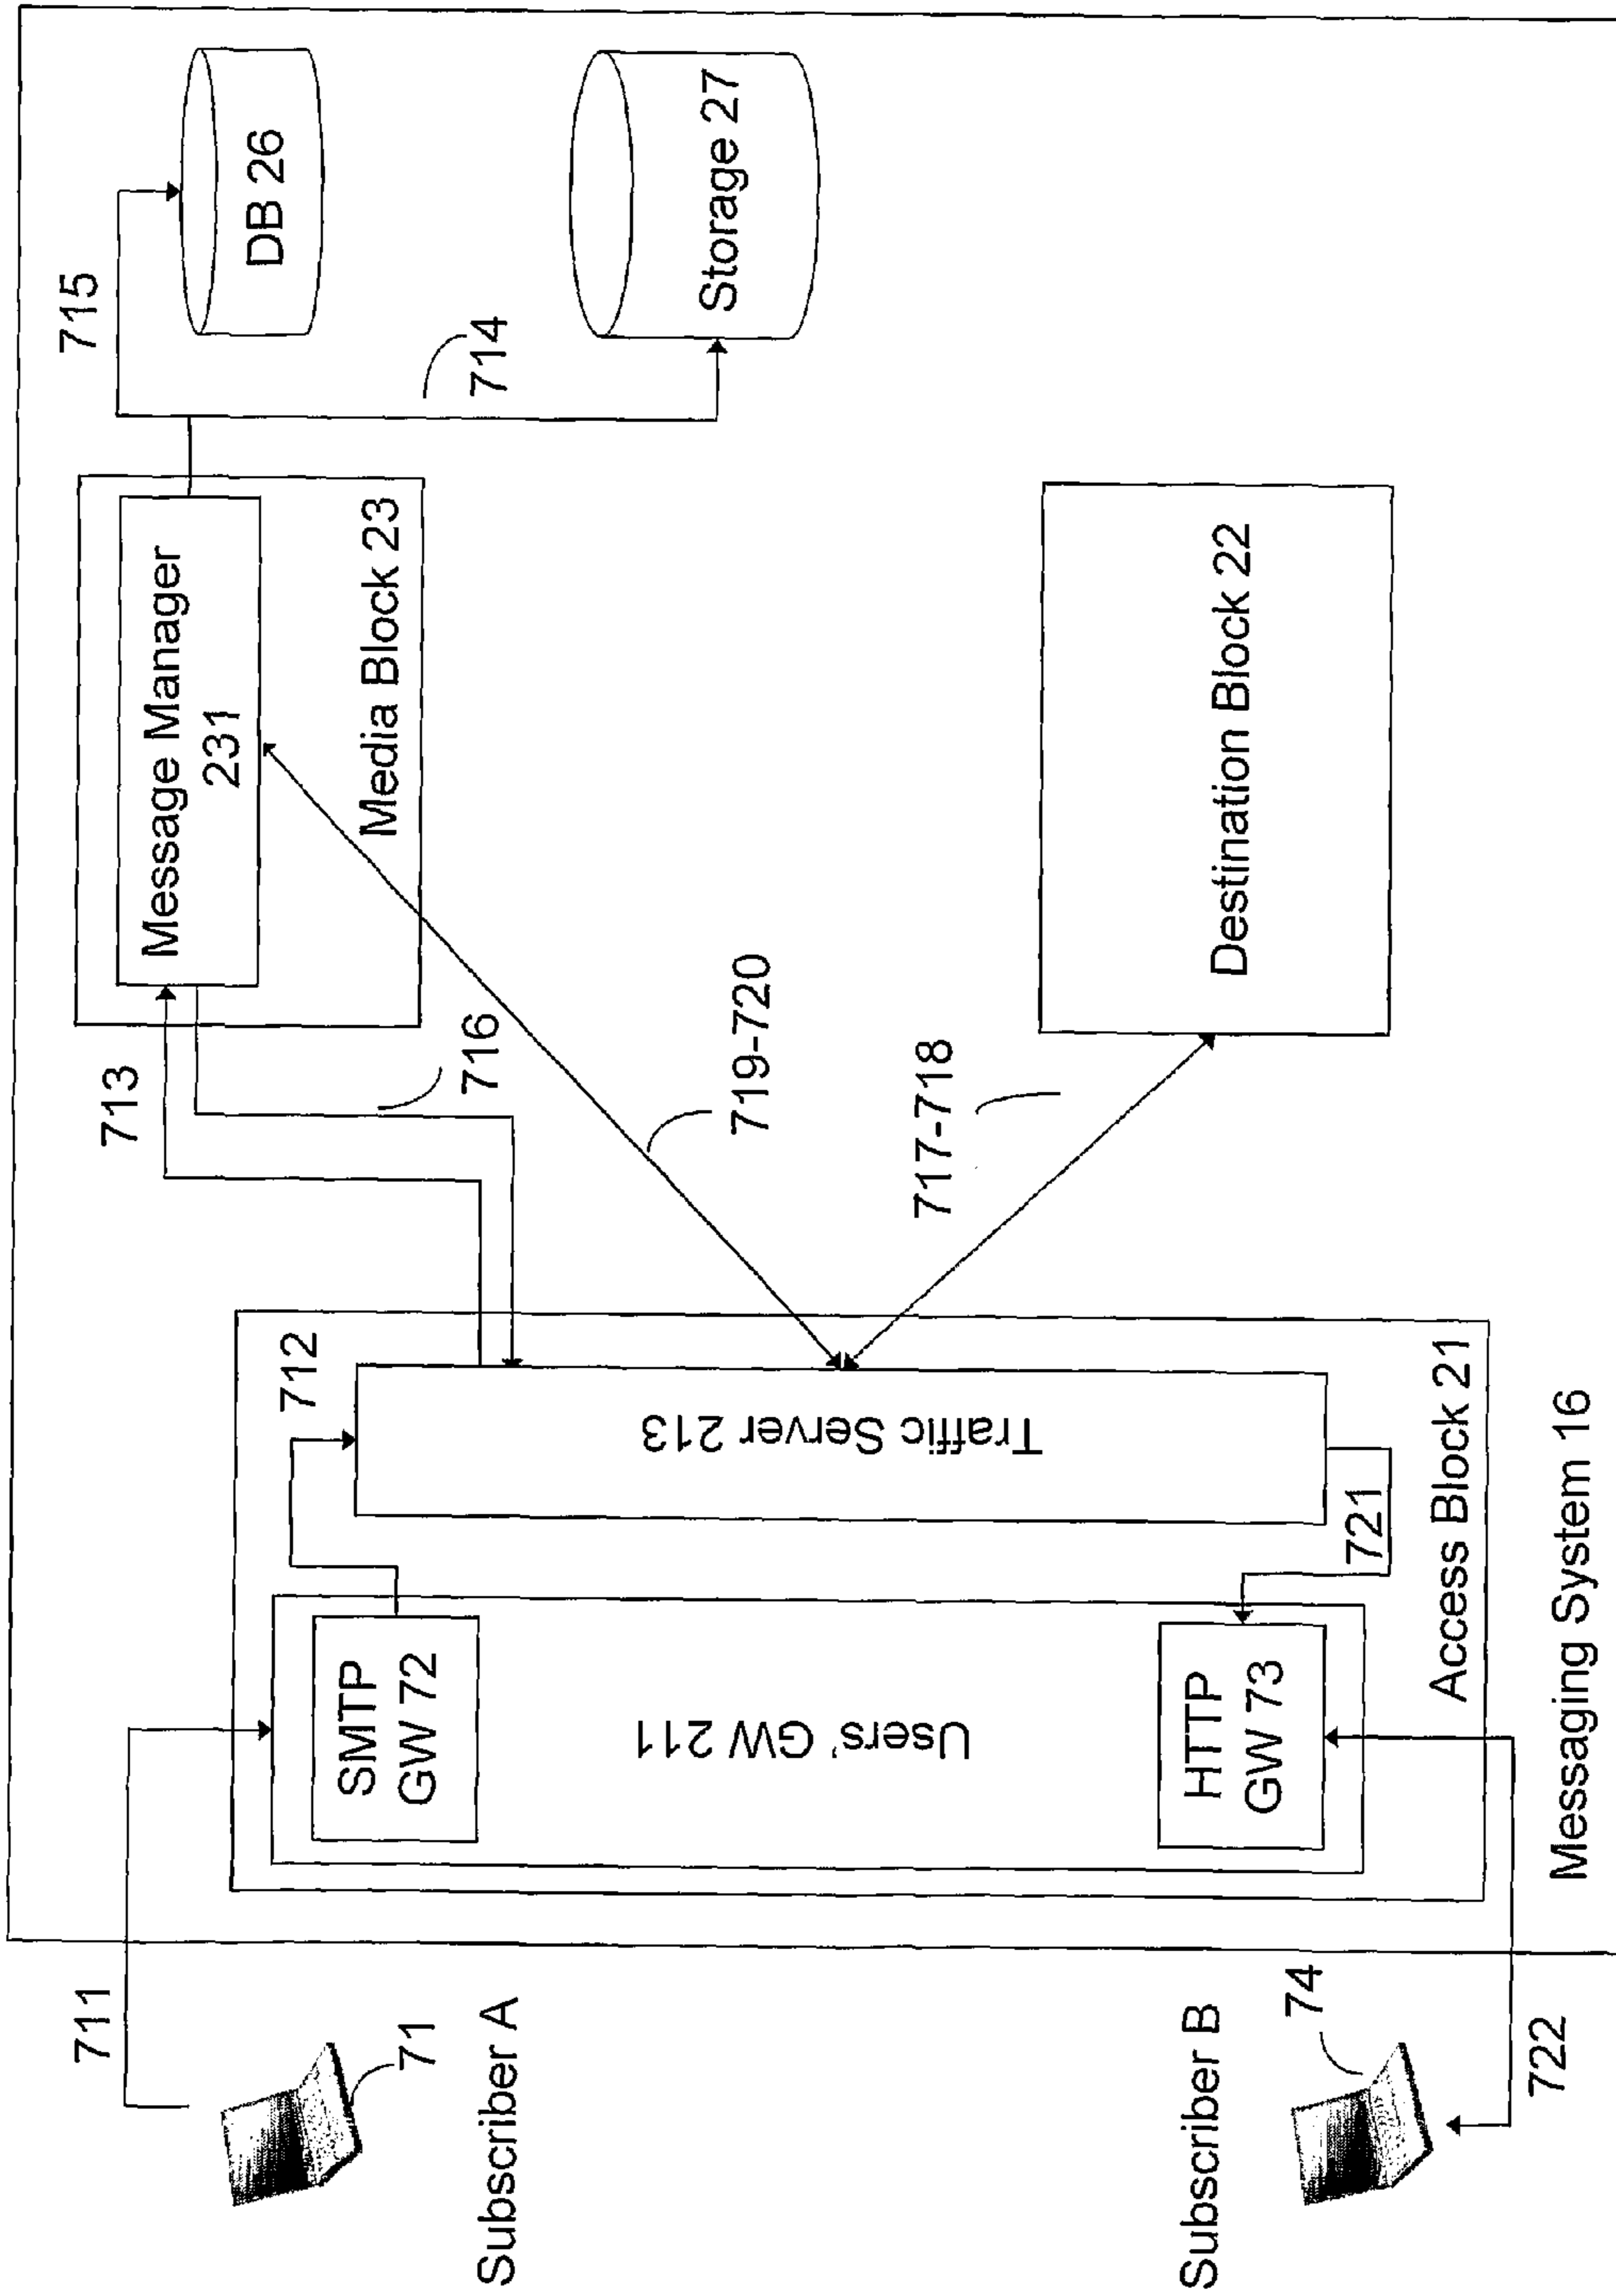 711
71
Subscriber A
Subscriber B
74
722
SMTP
GW 72
Users' GW 211
HTTP
GW 73
712
Traffic Server 213
721
Access Block 21
Messaging System 16
713
716
719-720
717-718
Message Manager
231
Media Block 23
Destination Block 22
715
714
DB 26
Storage 27